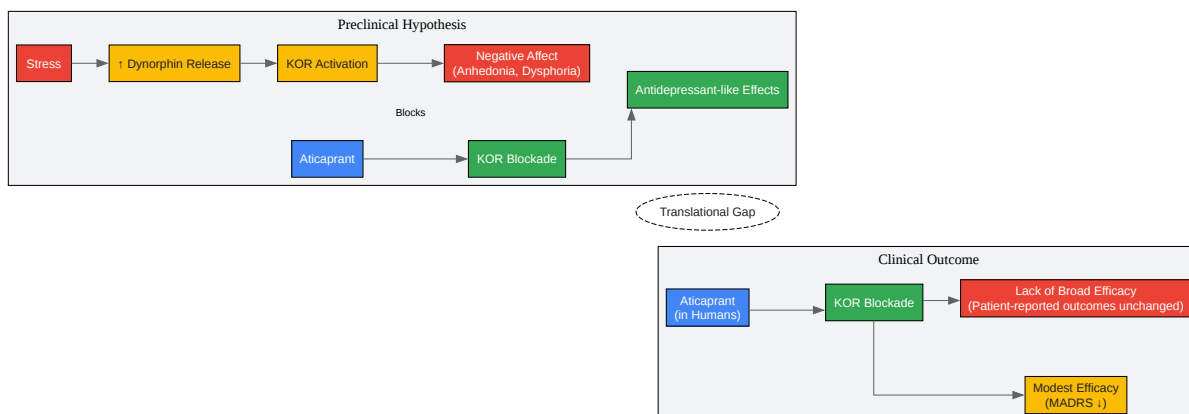 Preclinical Hypothesis
Stress
↑ Dynorphin Release
KOR Activation
Negative Affect
(Anhedonia, Dysphoria)
Antidepressant-like Effects
Blocks
Aticaprant
KOR Blockade
Translational Gap
Clinical Outcome
Aticaprant
(in Humans)
KOR Blockade
Lack of Broad Efficacy
(Patient-reported outcomes unchanged)
Modest Efficacy
(MADRS ↓)